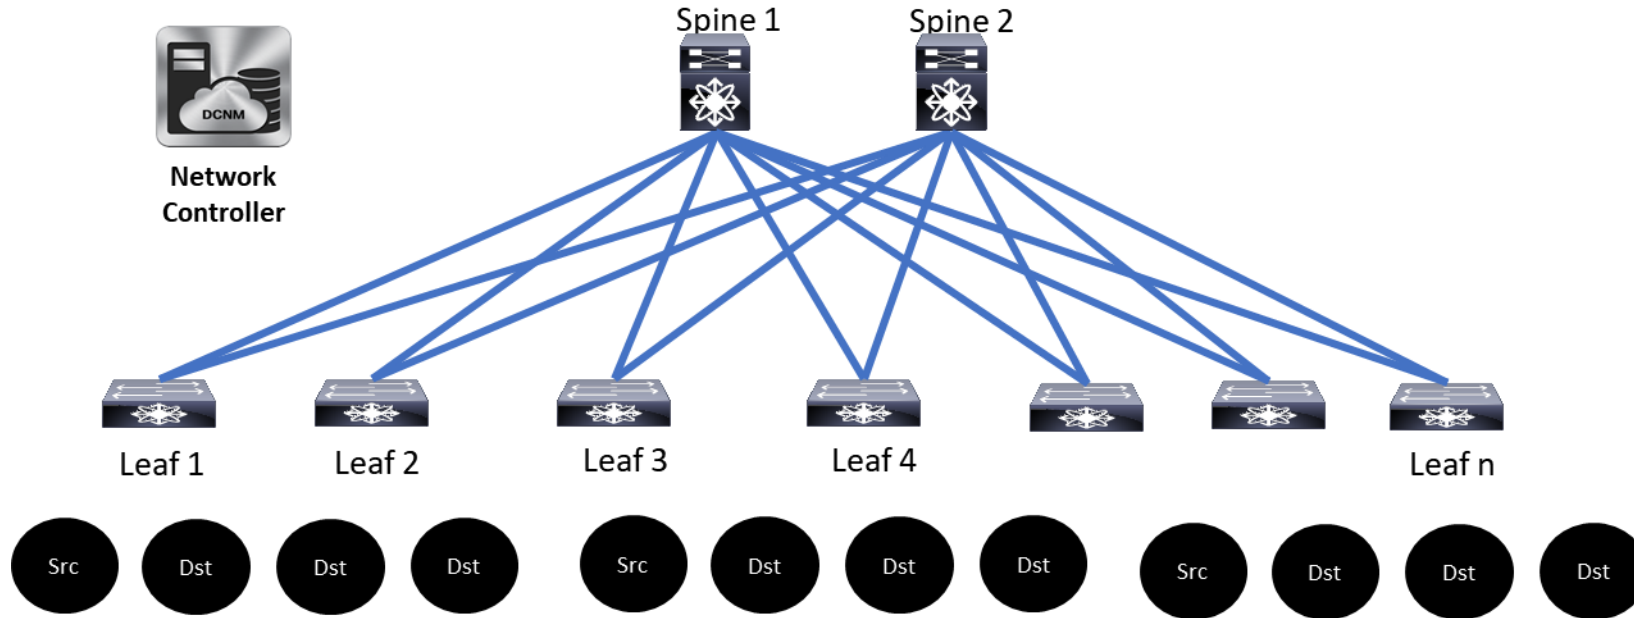 Spine 1
Spine 2
DCNM
Network
Controller
Leaf 1
Leaf 2
Leaf 3
Leaf 4
Leaf n
Src
Dst
Dst
Dst
Src
Dst
Dst
Dst
Src
Dst
Dst
Dst